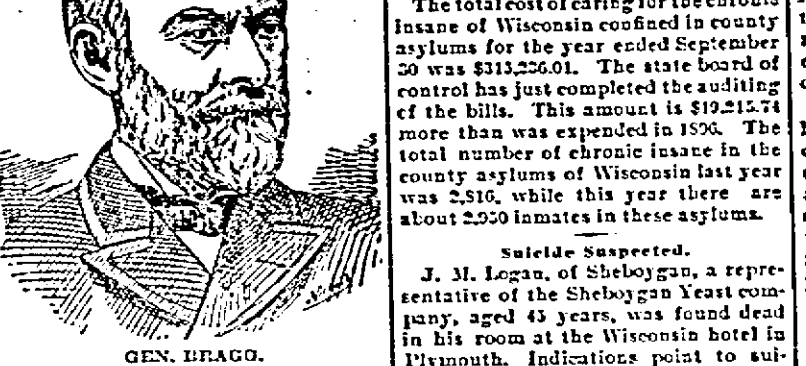 GEN. BRAGG.
The total cost of caring for the chronic
insane of Wisconsin confined in county
asylums for the year ended September
30 was
The state board of
control has just completed the auditing
of the bills. This amount is $19,215.74
more than was expended in 1896. The
total number of chronic insane in the
county asylums of Wisconsin last year
was 2,816, while this year there are
about 2,950 inmates in these asylums.
Suicide Suspected.
J. M. Logan, of Sheboygan, a repre-
sentative of the Sheboygan Yeast com-
pany, aged 45 years, was found dead
in his room at the Wisconsin hotel in
Plymouth. Indications point to sui-